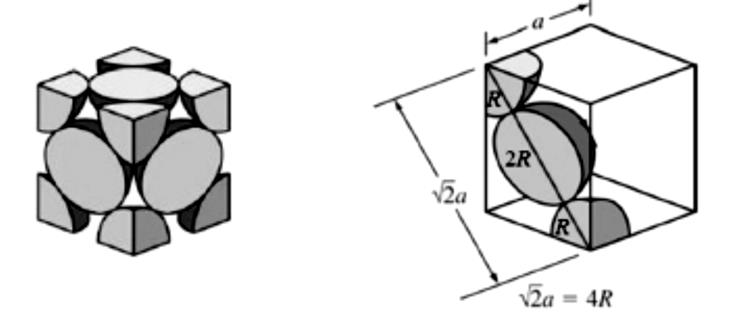 a
R
2R
√2a
R
√2a = 4R